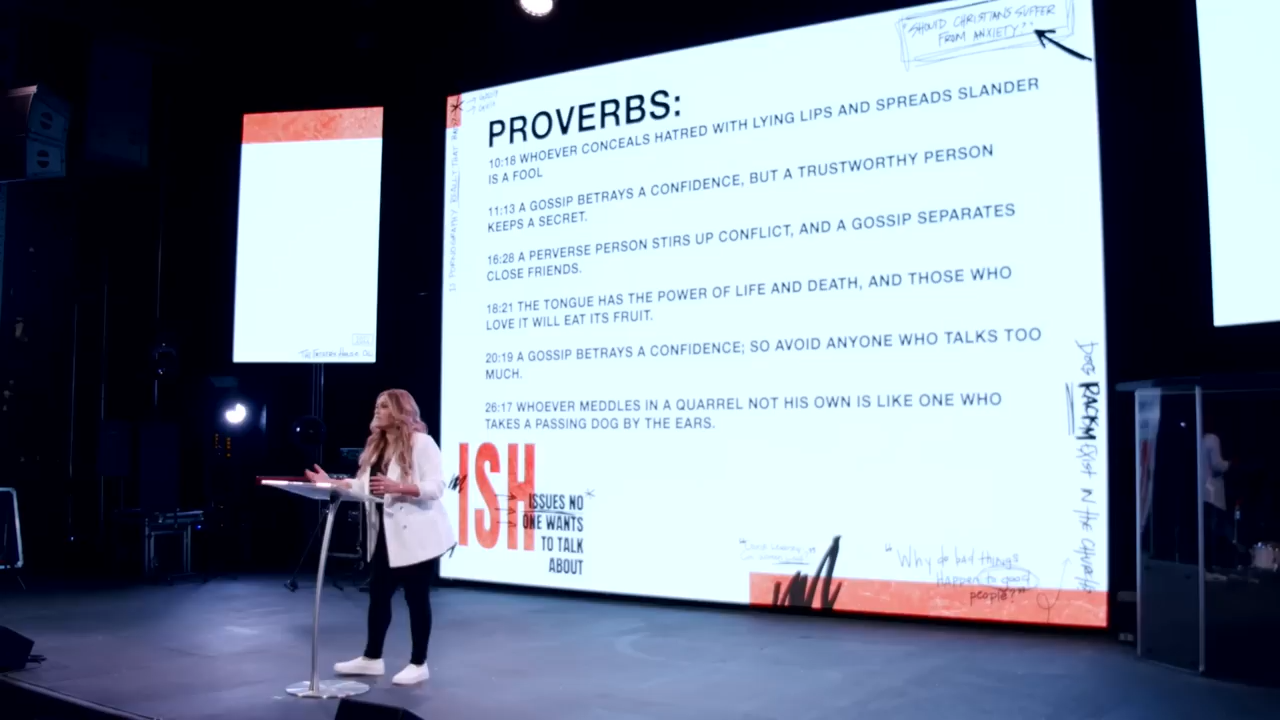 "SHOULD CHRISTIANS SUFFER
FROM ANXIETY?"
PROVERBS:
10:18 WHOEVER CONCEALS HATRED WITH LYING LIPS AND SPREADS SLANDER
IS A FOOL
11:13 A GOSSIP BETRAYS A CONFIDENCE, BUT A TRUSTWORTHY PERSON
KEEPS A SECRET.
16:28 A PERVERSE PERSON STIRS UP CONFLICT, AND A GOSSIP SEPARATES
CLOSE FRIENDS.
18:21 THE TONGUE HAS THE POWER OF LIFE AND DEATH, AND THOSE WHO
LOVE IT WILL EAT ITS FRUIT.
20:19 A GOSSIP BETRAYS A CONFIDENCE; SO AVOID ANYONE WHO TALKS TOO
MUCH.
26:17 WHOEVER MEDDLES IN A QUARREL NOT HIS OWN IS LIKE ONE WHO
TAKES A PASSING DOG BY THE EARS.
IS PORNOGRAPHY REALLY THAT BAD?
ISH
ISSUES NO
ONE WANTS
TO TALK
ABOUT
DOES RACISM EXIST IN THE CHURCH?
"Why do bad things
Happen to good
people?"